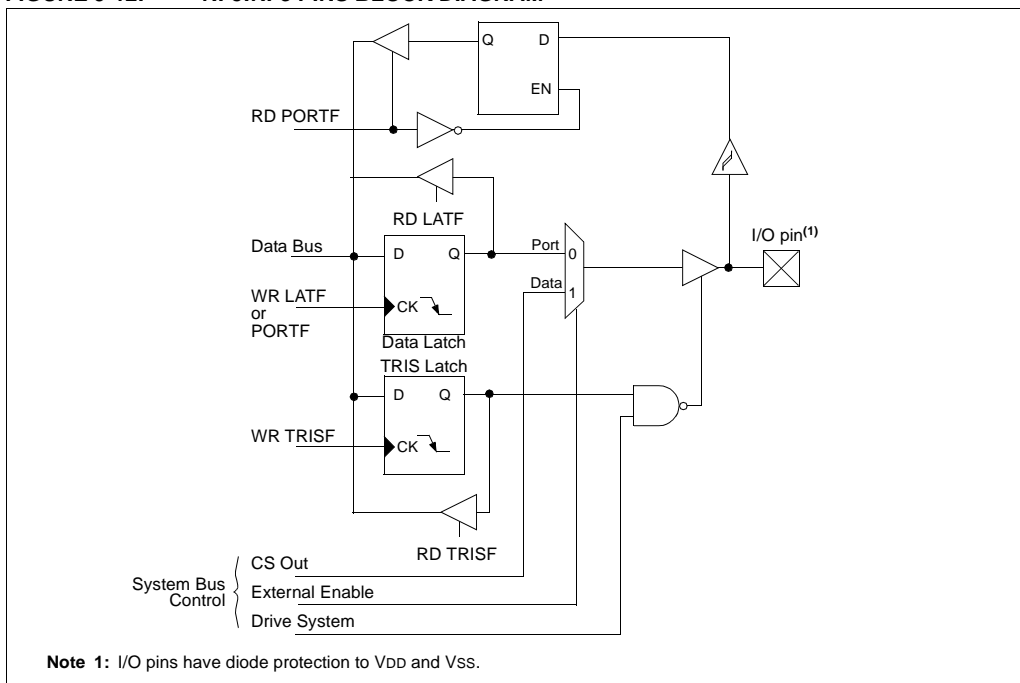 Q D
EN
RD PORTF
RD LATF
I/O pin(1)
Data Bus
D Q
Port 0
Data 1
WR LATF
or
PORTF
CK
Data Latch
TRIS Latch
D Q
WR TRISF
CK
RD TRISF
CS Out
System Bus
Control
External Enable
Drive System
Note 1: I/O pins have diode protection to VDD and VSS.